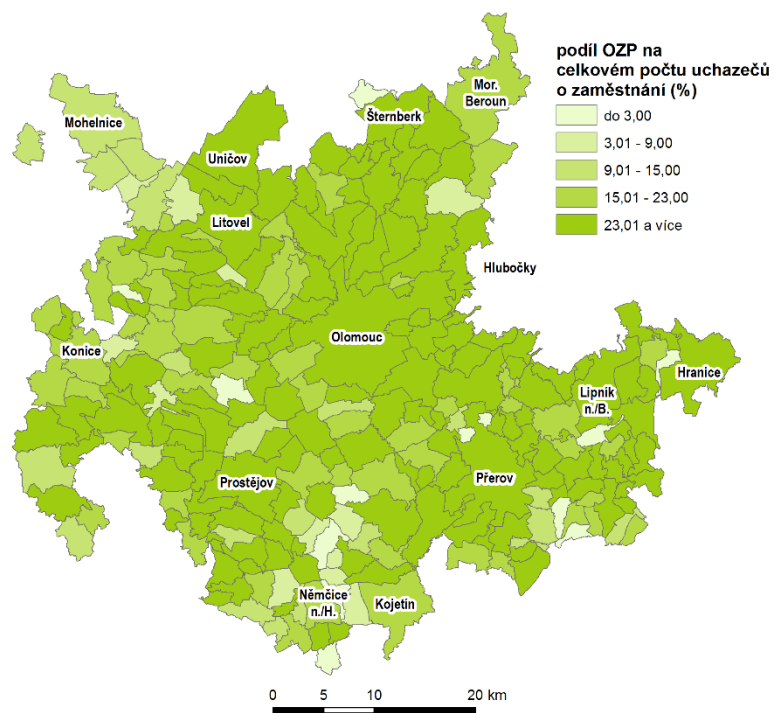 podíl OZP na
celkovém počtu uchazečů
o zaměstnání (%)
do 3,00
3,01 - 9,00
9,01 - 15,00
15,01 - 23,00
23,01 a více
Mor.
Beroun
Šternberk
Mohelnice
Uničov
Litovel
Hlubočky
Olomouc
Konice
Hranice
Lipník
n./B.
Přerov
Prostějov
Němčice
n./H.
Kojetín
0 5 10 20 km